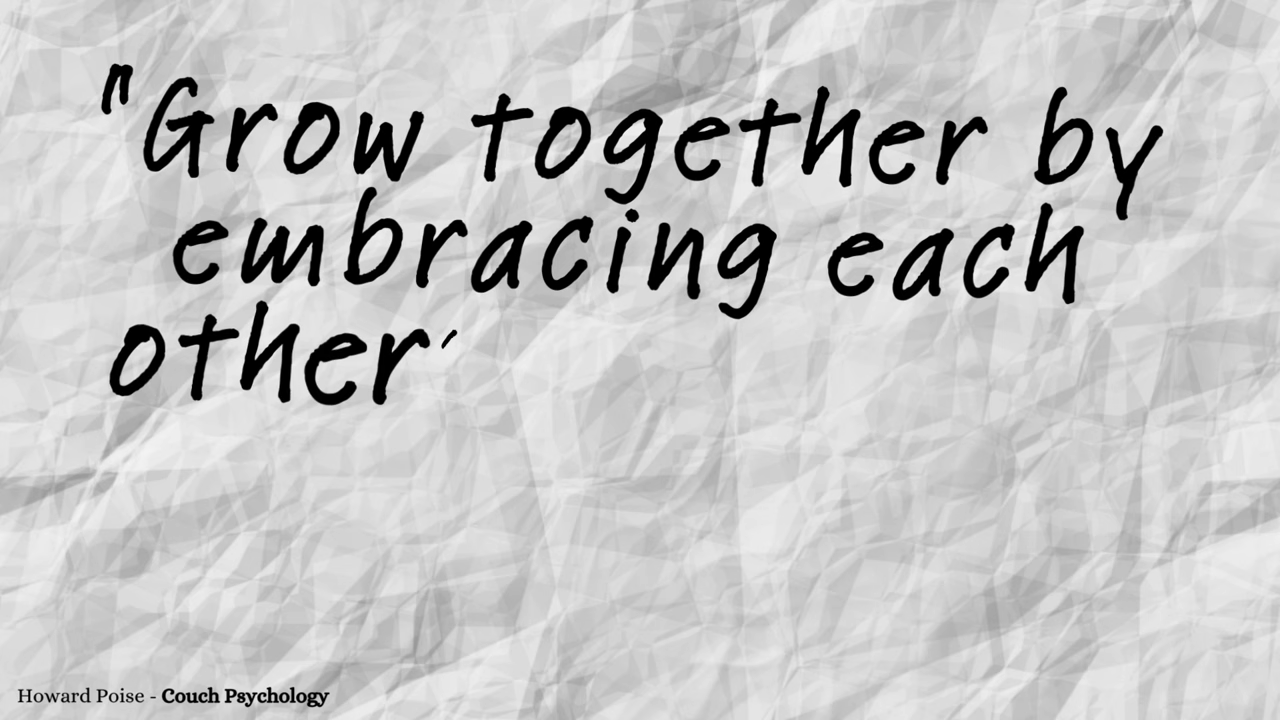 "Grow together by
embracing each
other'
Howard Poise - Couch Psychology